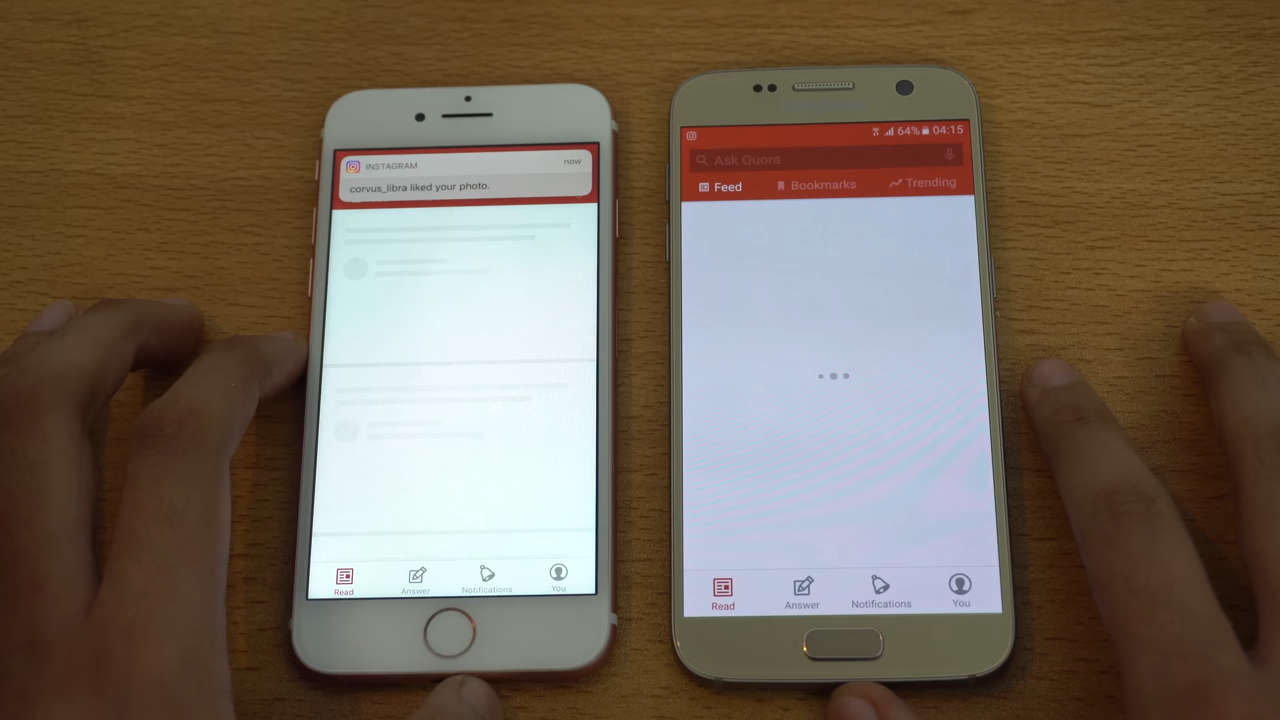 INSTAGRAM
now
corvus_libra liked your photo.
Read
Answer
Notifications
You
64% 04:15
Ask Quora
Feed
Bookmarks
Trending
Read
Answer
Notifications
You